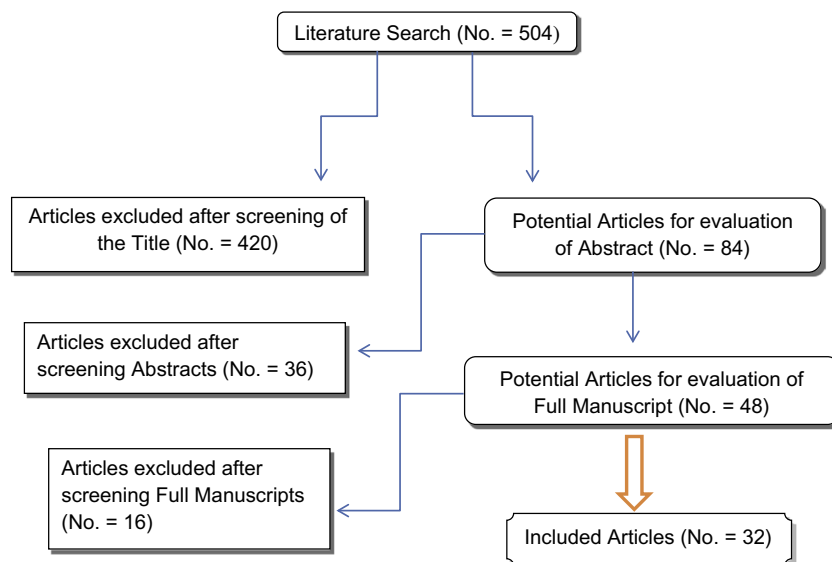 Literature Search (No. = 504)
Articles excluded after screening of
the Title (No. = 420)
Potential Articles for evaluation
of Abstract (No. = 84)
Articles excluded after
screening Abstracts (No. = 36)
Potential Articles for evaluation of
Full Manuscript (No. = 48)
Articles excluded after
screening Full Manuscripts
(No. = 16)
Included Articles (No. = 32)